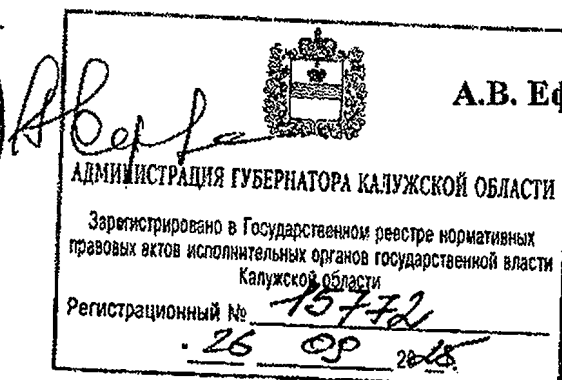 А.В. Еф
АДМИНИСТРАЦИЯ ГУБЕРНАТОРА КАЛУЖСКОЙ ОБЛАСТИ
Зарегистрировано в Государственном реестре нормативных
правовых актов исполнительных органов государственной власти
Калужской области
Регистрационный № 15772
26 09 2025